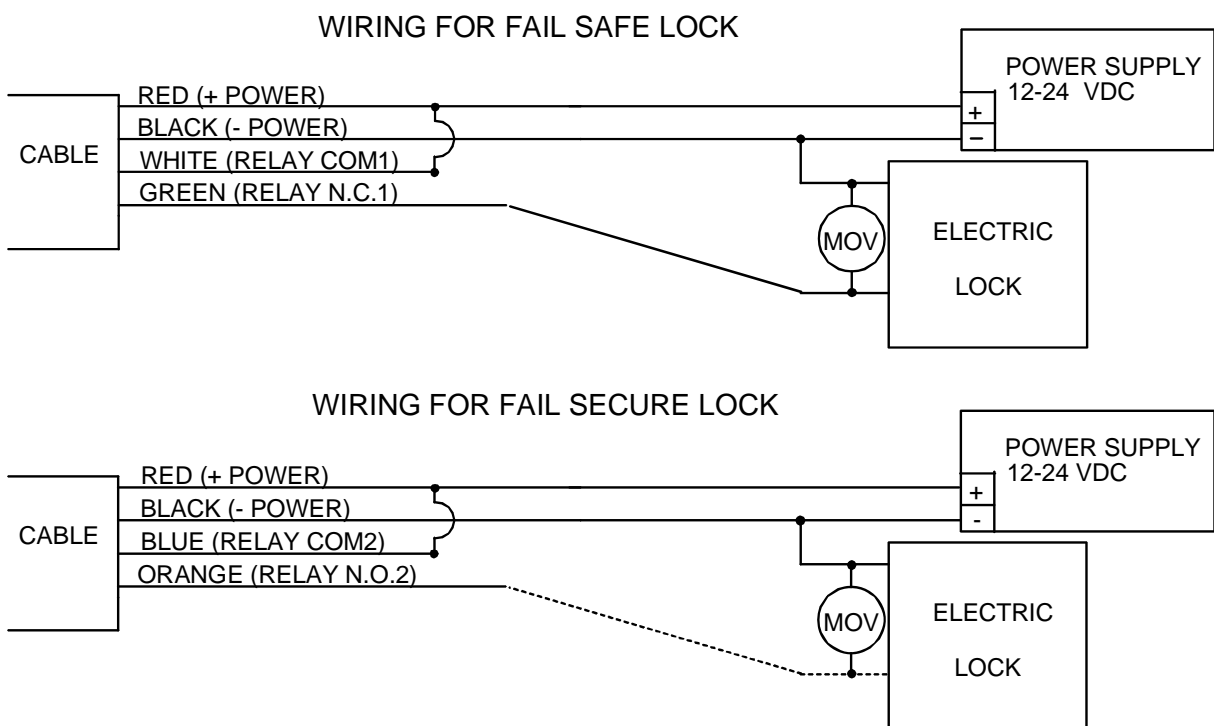 WIRING FOR FAIL SAFE LOCK
POWER SUPPLY
12-24 VDC
+
−
CABLE
RED (+ POWER)
BLACK (- POWER)
WHITE (RELAY COM1)
GREEN (RELAY N.C.1)
MOV
ELECTRIC
LOCK
WIRING FOR FAIL SECURE LOCK
POWER SUPPLY
12-24 VDC
+
-
CABLE
RED (+ POWER)
BLACK (- POWER)
BLUE (RELAY COM2)
ORANGE (RELAY N.O.2)
MOV
ELECTRIC
LOCK